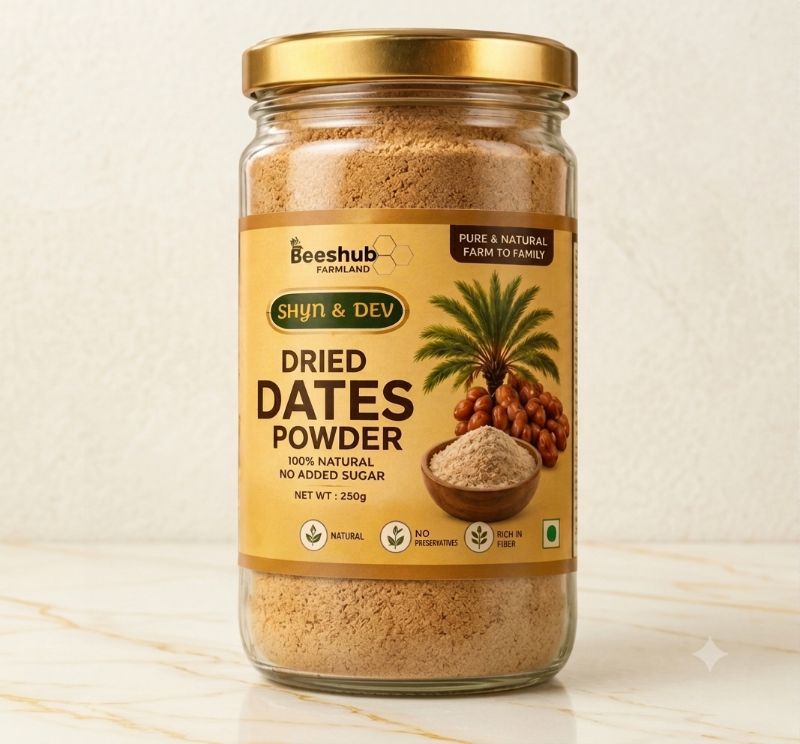 Beeshub
FARMLAND
PURE & NATURAL
FARM TO FAMILY
SHYN & DEV
DRIED
DATES
POWDER
100% NATURAL
NO ADDED SUGAR
NET WT : 250g
NATURAL
NO
PRESERVATIVES
RICH IN
FIBER